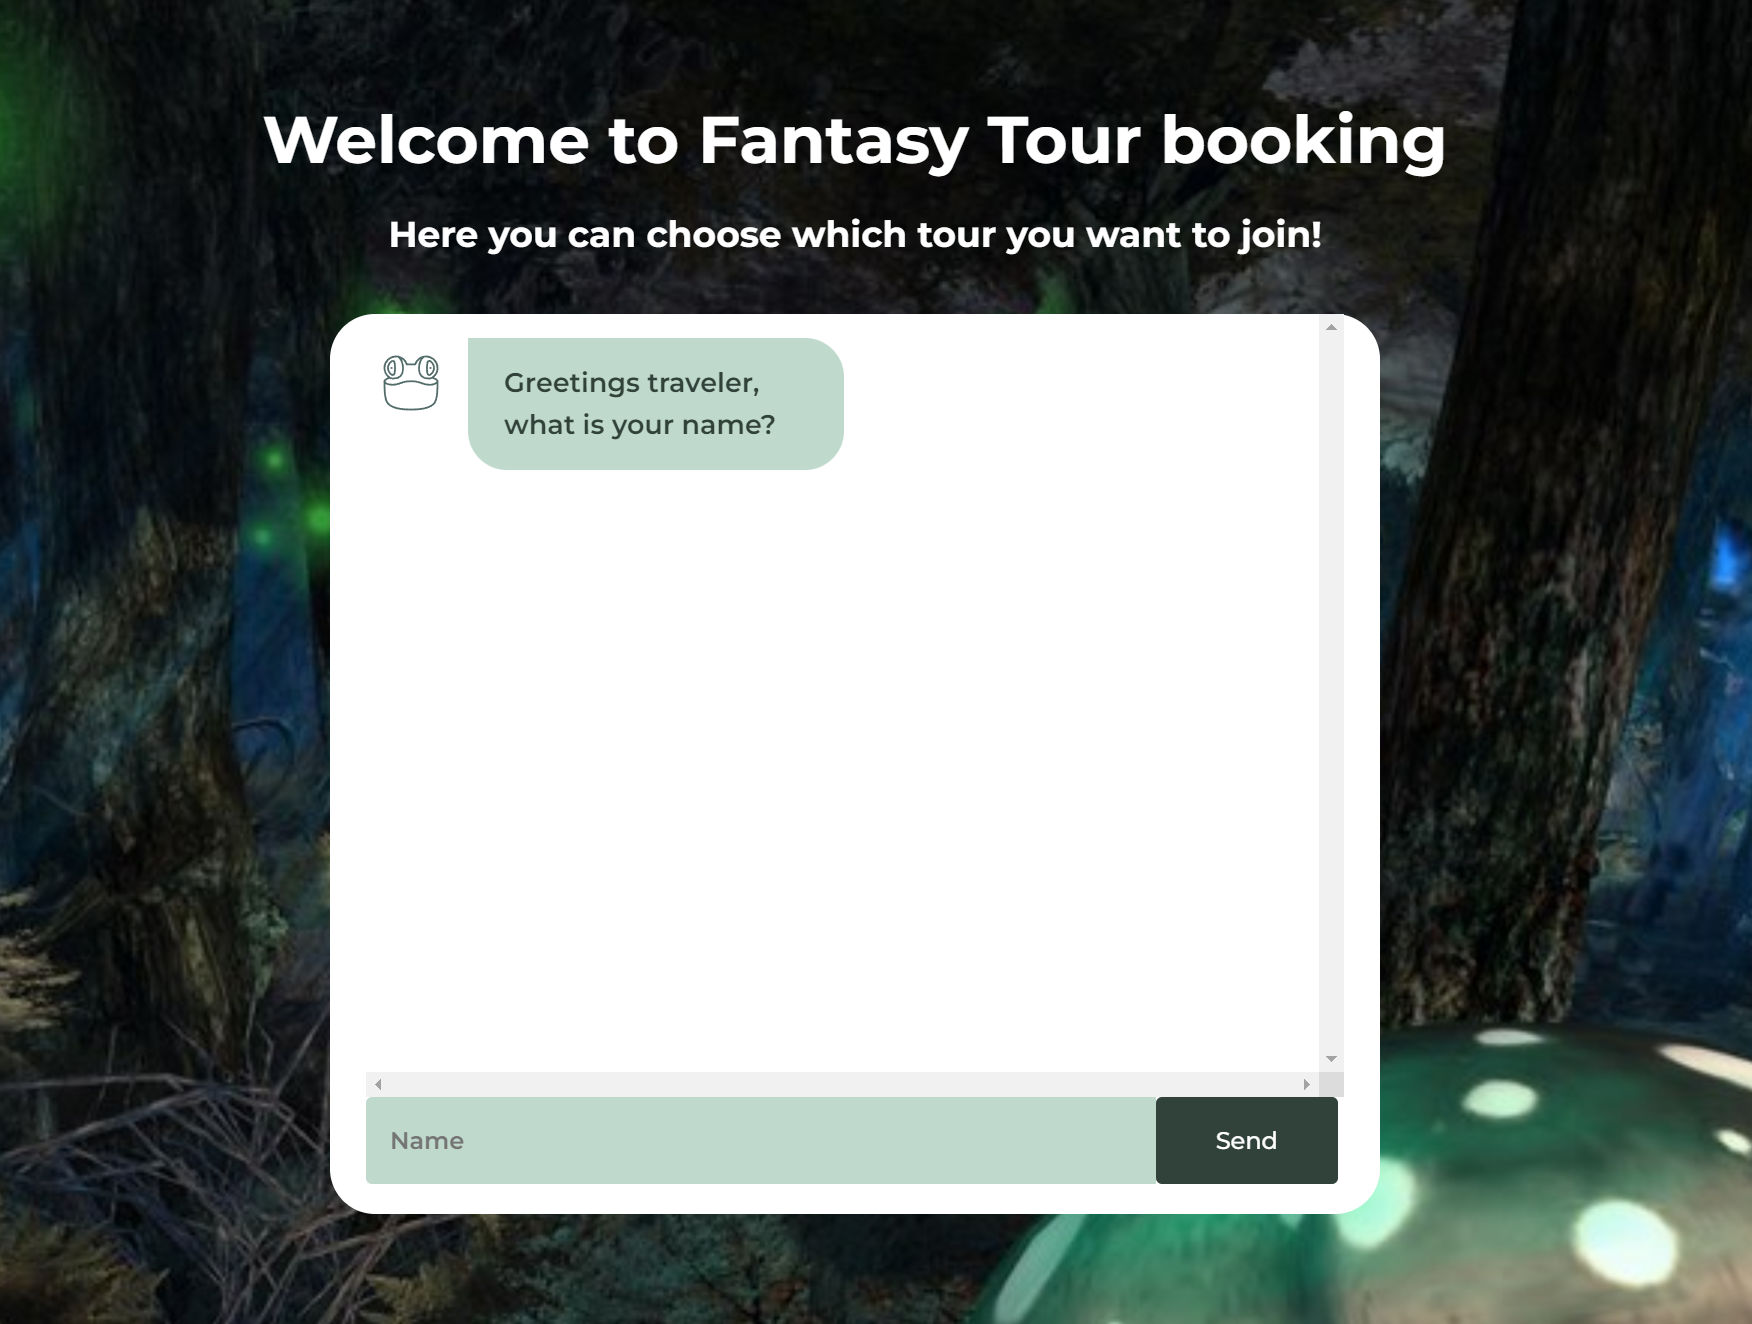 Welcome to Fantasy Tour booking
Here you can choose which tour you want to join!
Greetings traveler,
what is your name?
Name
Send